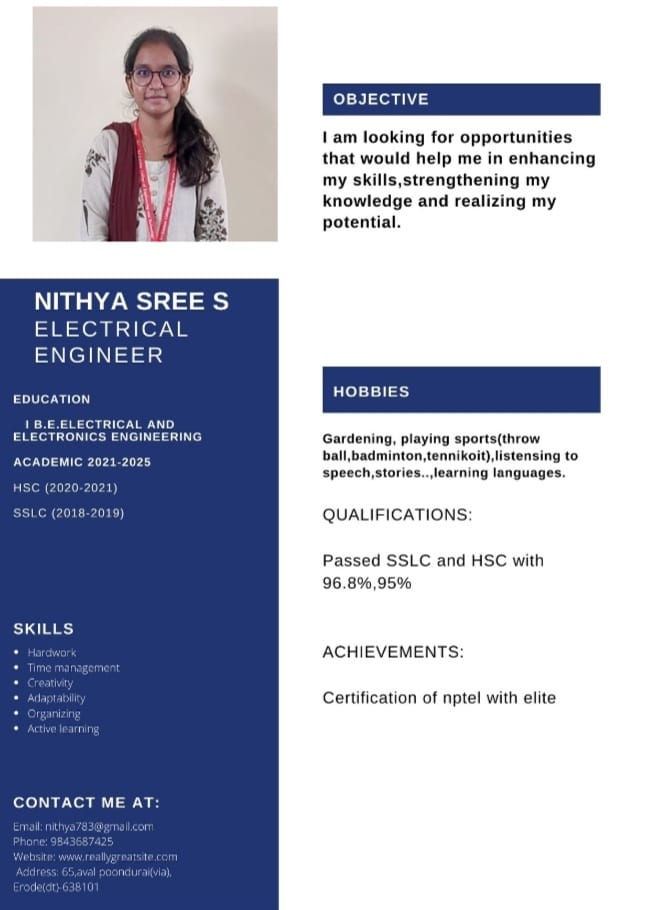 OBJECTIVE
I am looking for opportunities
that would help me in enhancing
my skills,strengthening my
knowledge and realizing my
potential.
NITHYA SREE S
ELECTRICAL
ENGINEER
EDUCATION
I B.E.ELECTRICAL AND
ELECTRONICS ENGINEERING
ACADEMIC 2021-2025
HSC (2020-2021)
SSLC (2018-2019)
SKILLS
• Hardwork
• Time management
• Creativity
• Adaptability
• Organizing
• Active learning
CONTACT ME AT:
Email: nithya783@gmail.com
Phone: 9843687425
Website: www.reallygreatsite.com
Address: 65,aval poondurai(via),
Erode(dt)-638101
HOBBIES
Gardening, playing sports(throw
ball,badminton,tennikoit),listensing to
speech,stories..,learning languages.
QUALIFICATIONS:
Passed SSLC and HSC with
96.8%,95%
ACHIEVEMENTS:
Certification of nptel with elite